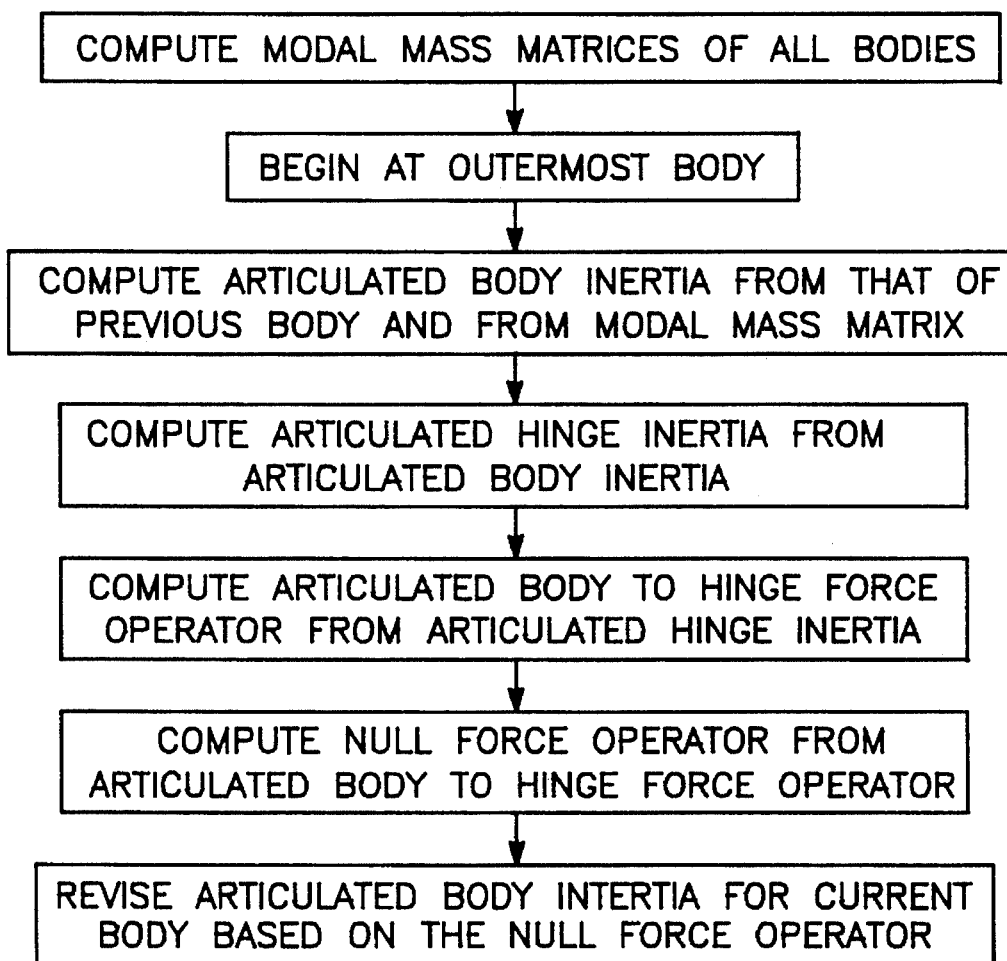 COMPUTE MODAL MASS MATRICES OF ALL BODIES
BEGIN AT OUTERMOST BODY
COMPUTE ARTICULATED BODY INERTIA FROM THAT OF
PREVIOUS BODY AND FROM MODAL MASS MATRIX
COMPUTE ARTICULATED HINGE INERTIA FROM
ARTICULATED BODY INERTIA
COMPUTE ARTICULATED BODY TO HINGE FORCE
OPERATOR FROM ARTICULATED HINGE INERTIA
COMPUTE NULL FORCE OPERATOR FROM
ARTICULATED BODY TO HINGE FORCE OPERATOR
REVISE ARTICULATED BODY INTERTIA FOR CURRENT
BODY BASED ON THE NULL FORCE OPERATOR